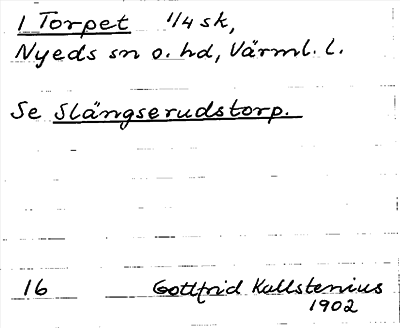 1 Torpet 1/4 sk,
Nyeds sn o. hd, Värml. l.
Se Slängserudstorp.
16 Gottfrid Kallstenius
1902